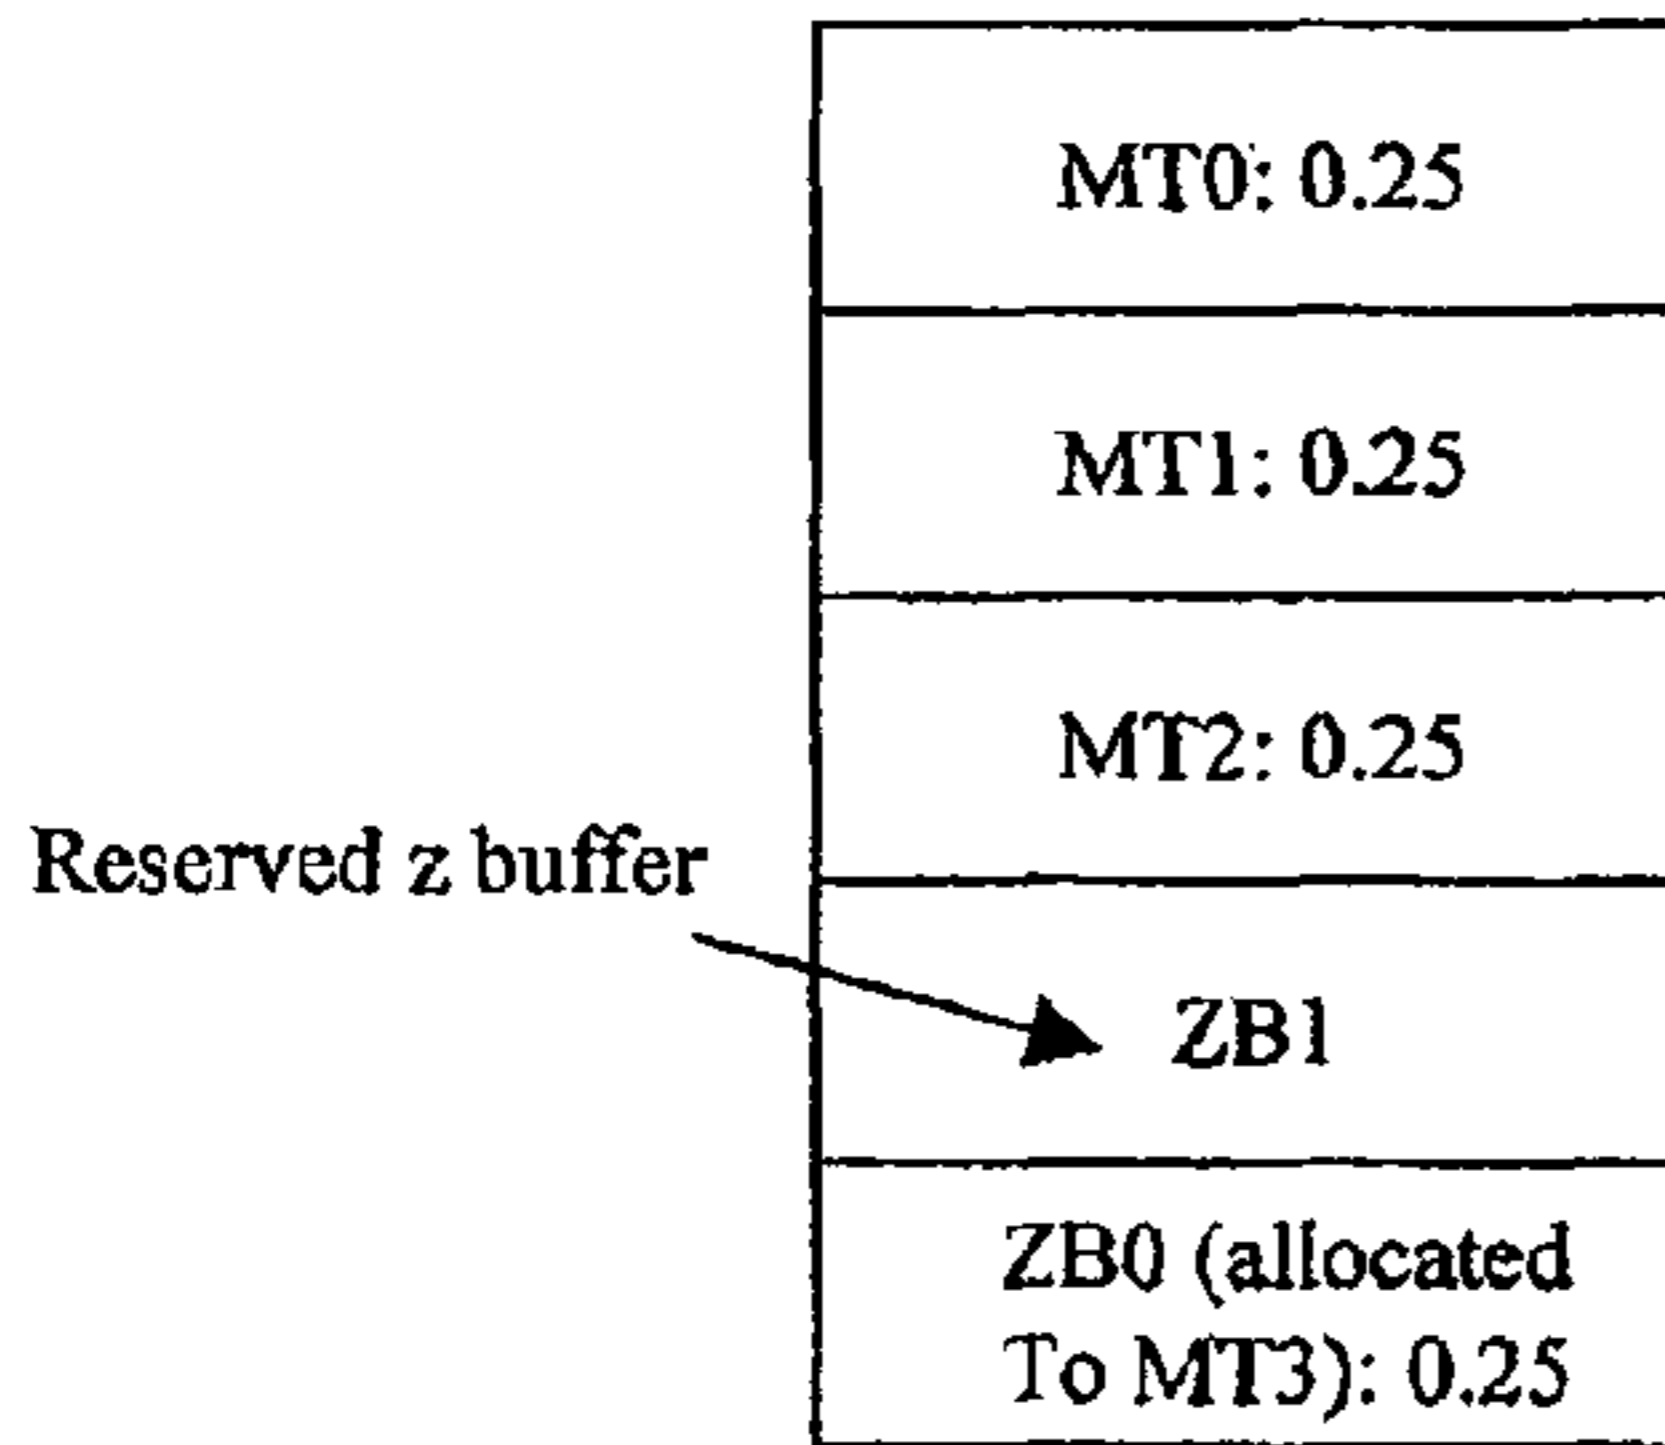 MT0: 0.25
MT1: 0.25
MT2: 0.25
Reserved z buffer
ZB1
ZB0 (allocated
To MT3): 0.25